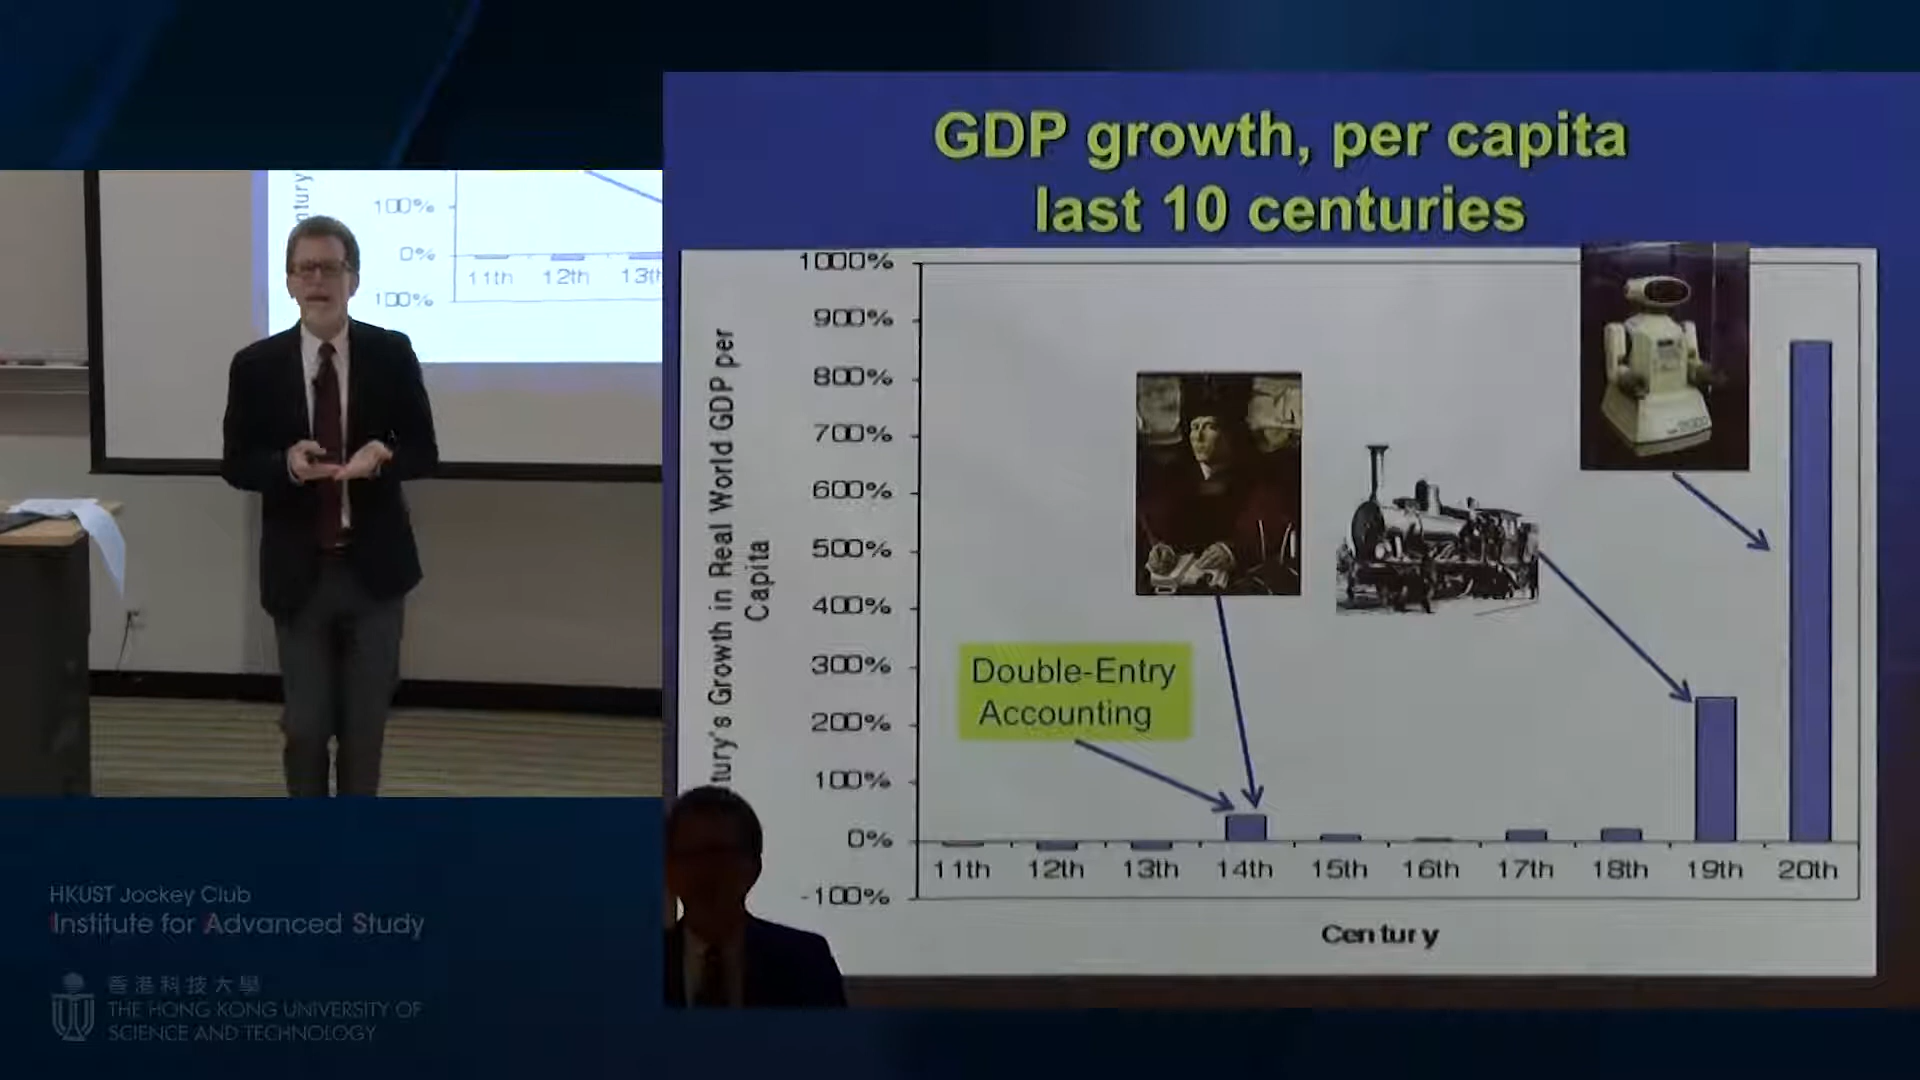 GDP growth, per capita
last 10 centuries
ntury
100%
0%
100%
11th 12th
tury's Growth in Real World GDP per
Capita
1000%
900%
800%
700%
600%
500%
400%
300%
200%
100%
0%
-100%
Double-Entry
Accounting
11th 12th 13th 14th 15th 16th 17th 18th 19th 20th
Century
HKUST Jockey Club
Institute for Advanced Study
香港科技大學
THE HONG KONG UNIVERSITY OF
SCIENCE AND TECHNOLOGY